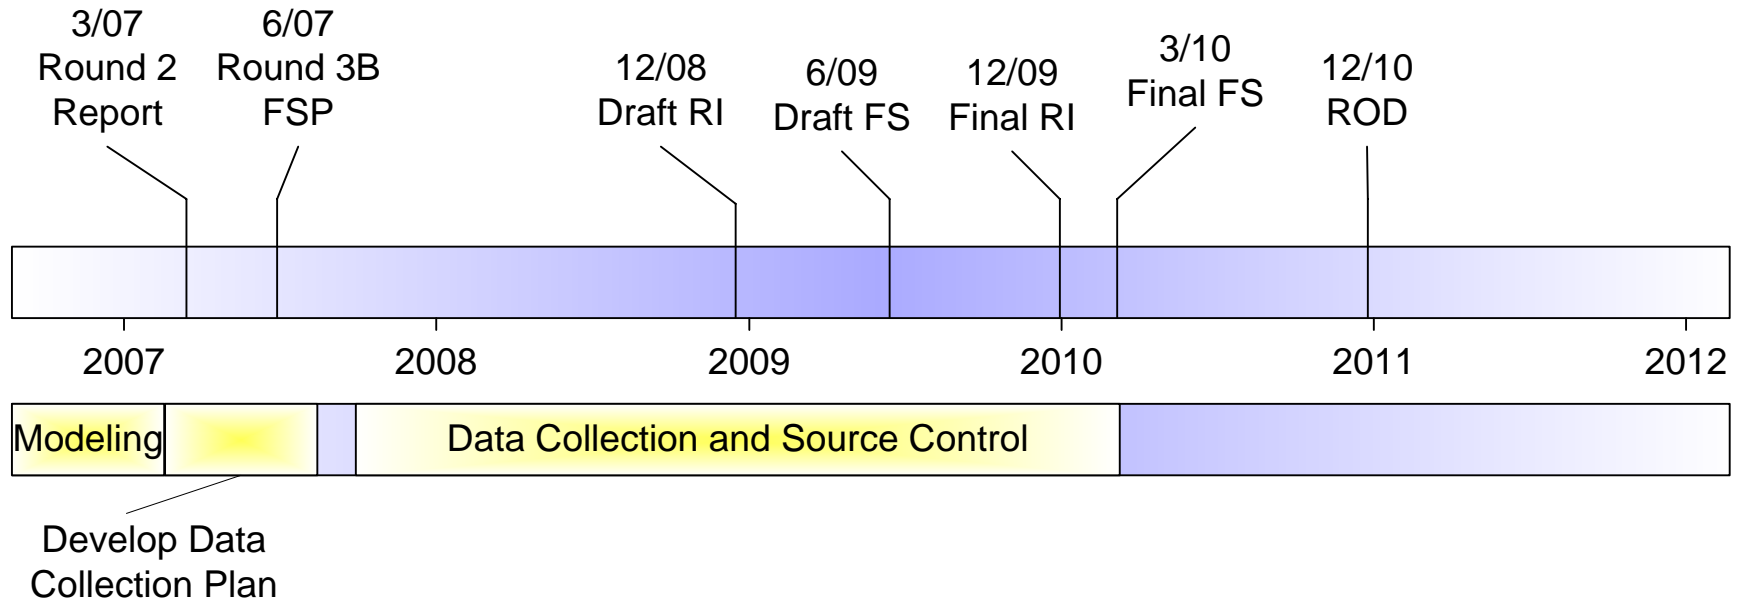 3/07
Round 2
Report
6/07
Round 3B
FSP
12/08
Draft RI
6/09
Draft FS
12/09
Final RI
3/10
Final FS
12/10
ROD
2007
2008
2009
2010
2011
2012
Modeling
Data Collection and Source Control
Develop Data
Collection Plan